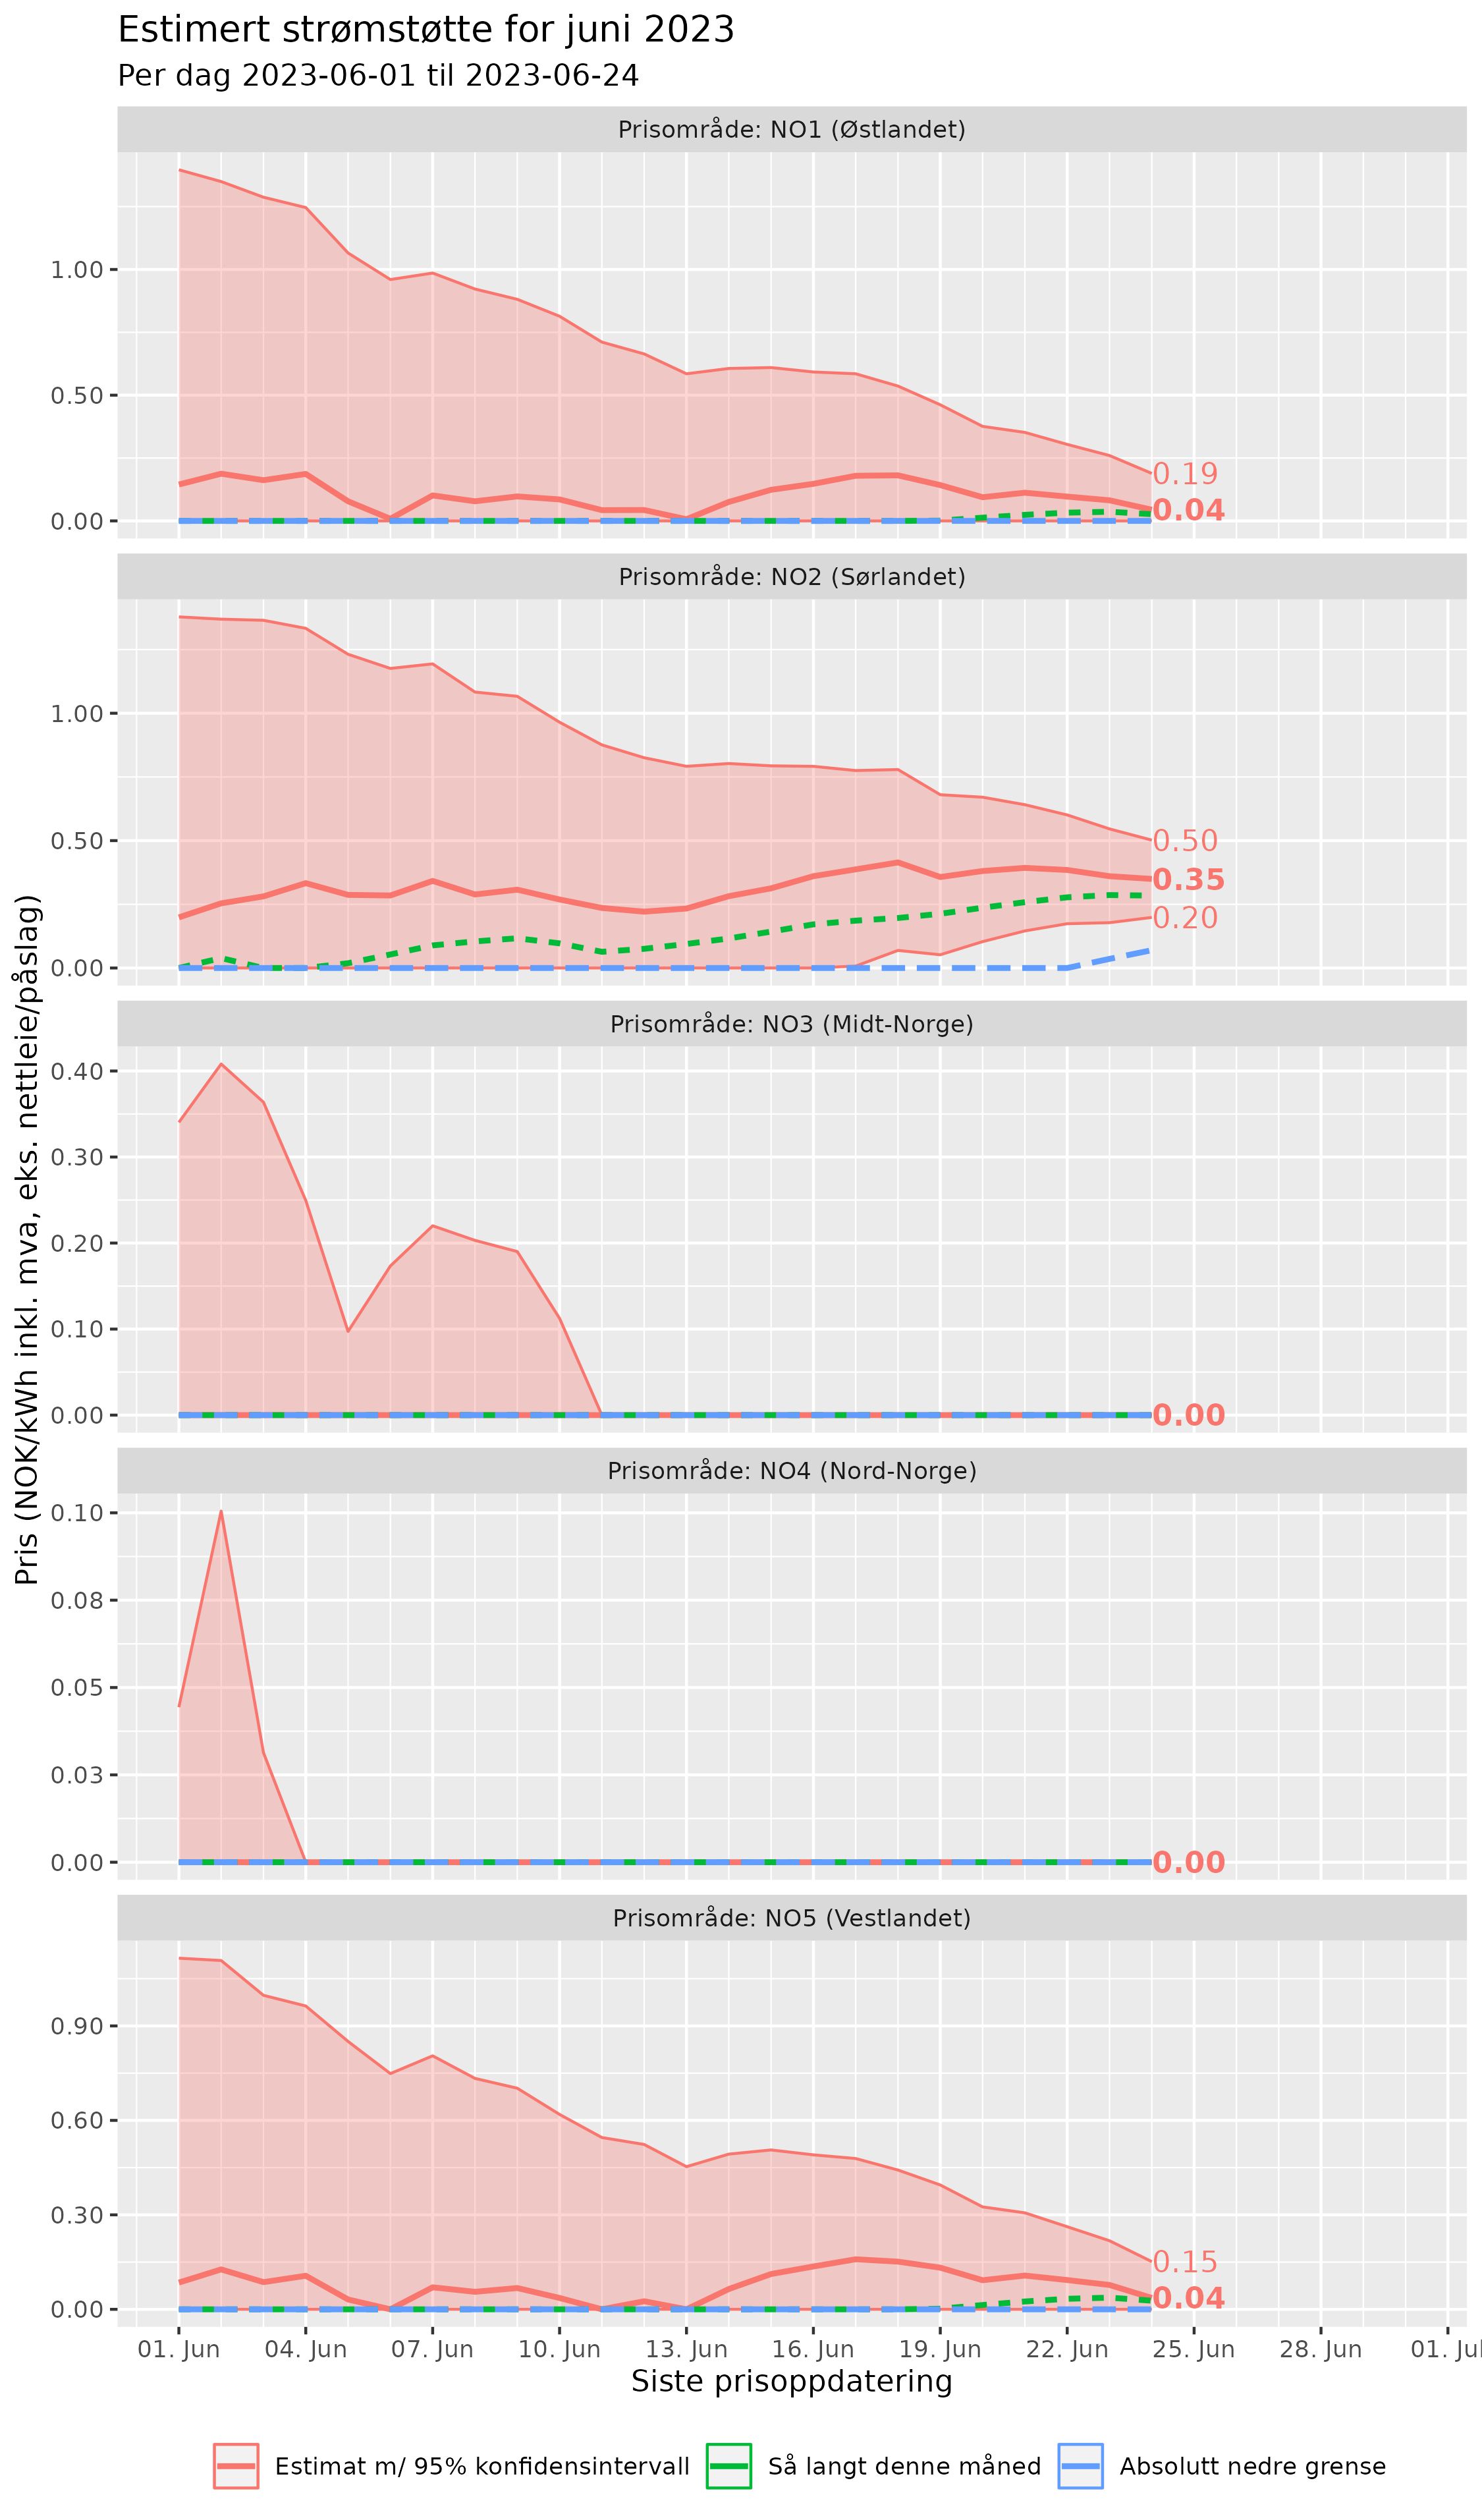 Estimert strømstøtte for juni 2023
Per dag 2023-06-01 til 2023-06-24
Pris (NOK/kWh inkl. mva, eks. nettleie/påslag)
Prisområde: NO1 (Østlandet)
1.00
0.50
0.00
0.19
0.04
Prisområde: NO2 (Sørlandet)
1.00
0.50
0.00
0.50
0.35
0.20
Prisområde: NO3 (Midt-Norge)
0.40
0.30
0.20
0.10
0.00
0.00
Prisområde: NO4 (Nord-Norge)
0.10
0.08
0.05
0.03
0.00
0.00
Prisområde: NO5 (Vestlandet)
0.90
0.60
0.30
0.00
0.15
0.04
01. Jun 04. Jun 07. Jun 10. Jun 13. Jun 16. Jun 19. Jun 22. Jun 25. Jun 28. Jun 01. Ju
Siste prisoppdatering
Estimat m/ 95% konfidensintervall Så langt denne måned Absolutt nedre grense